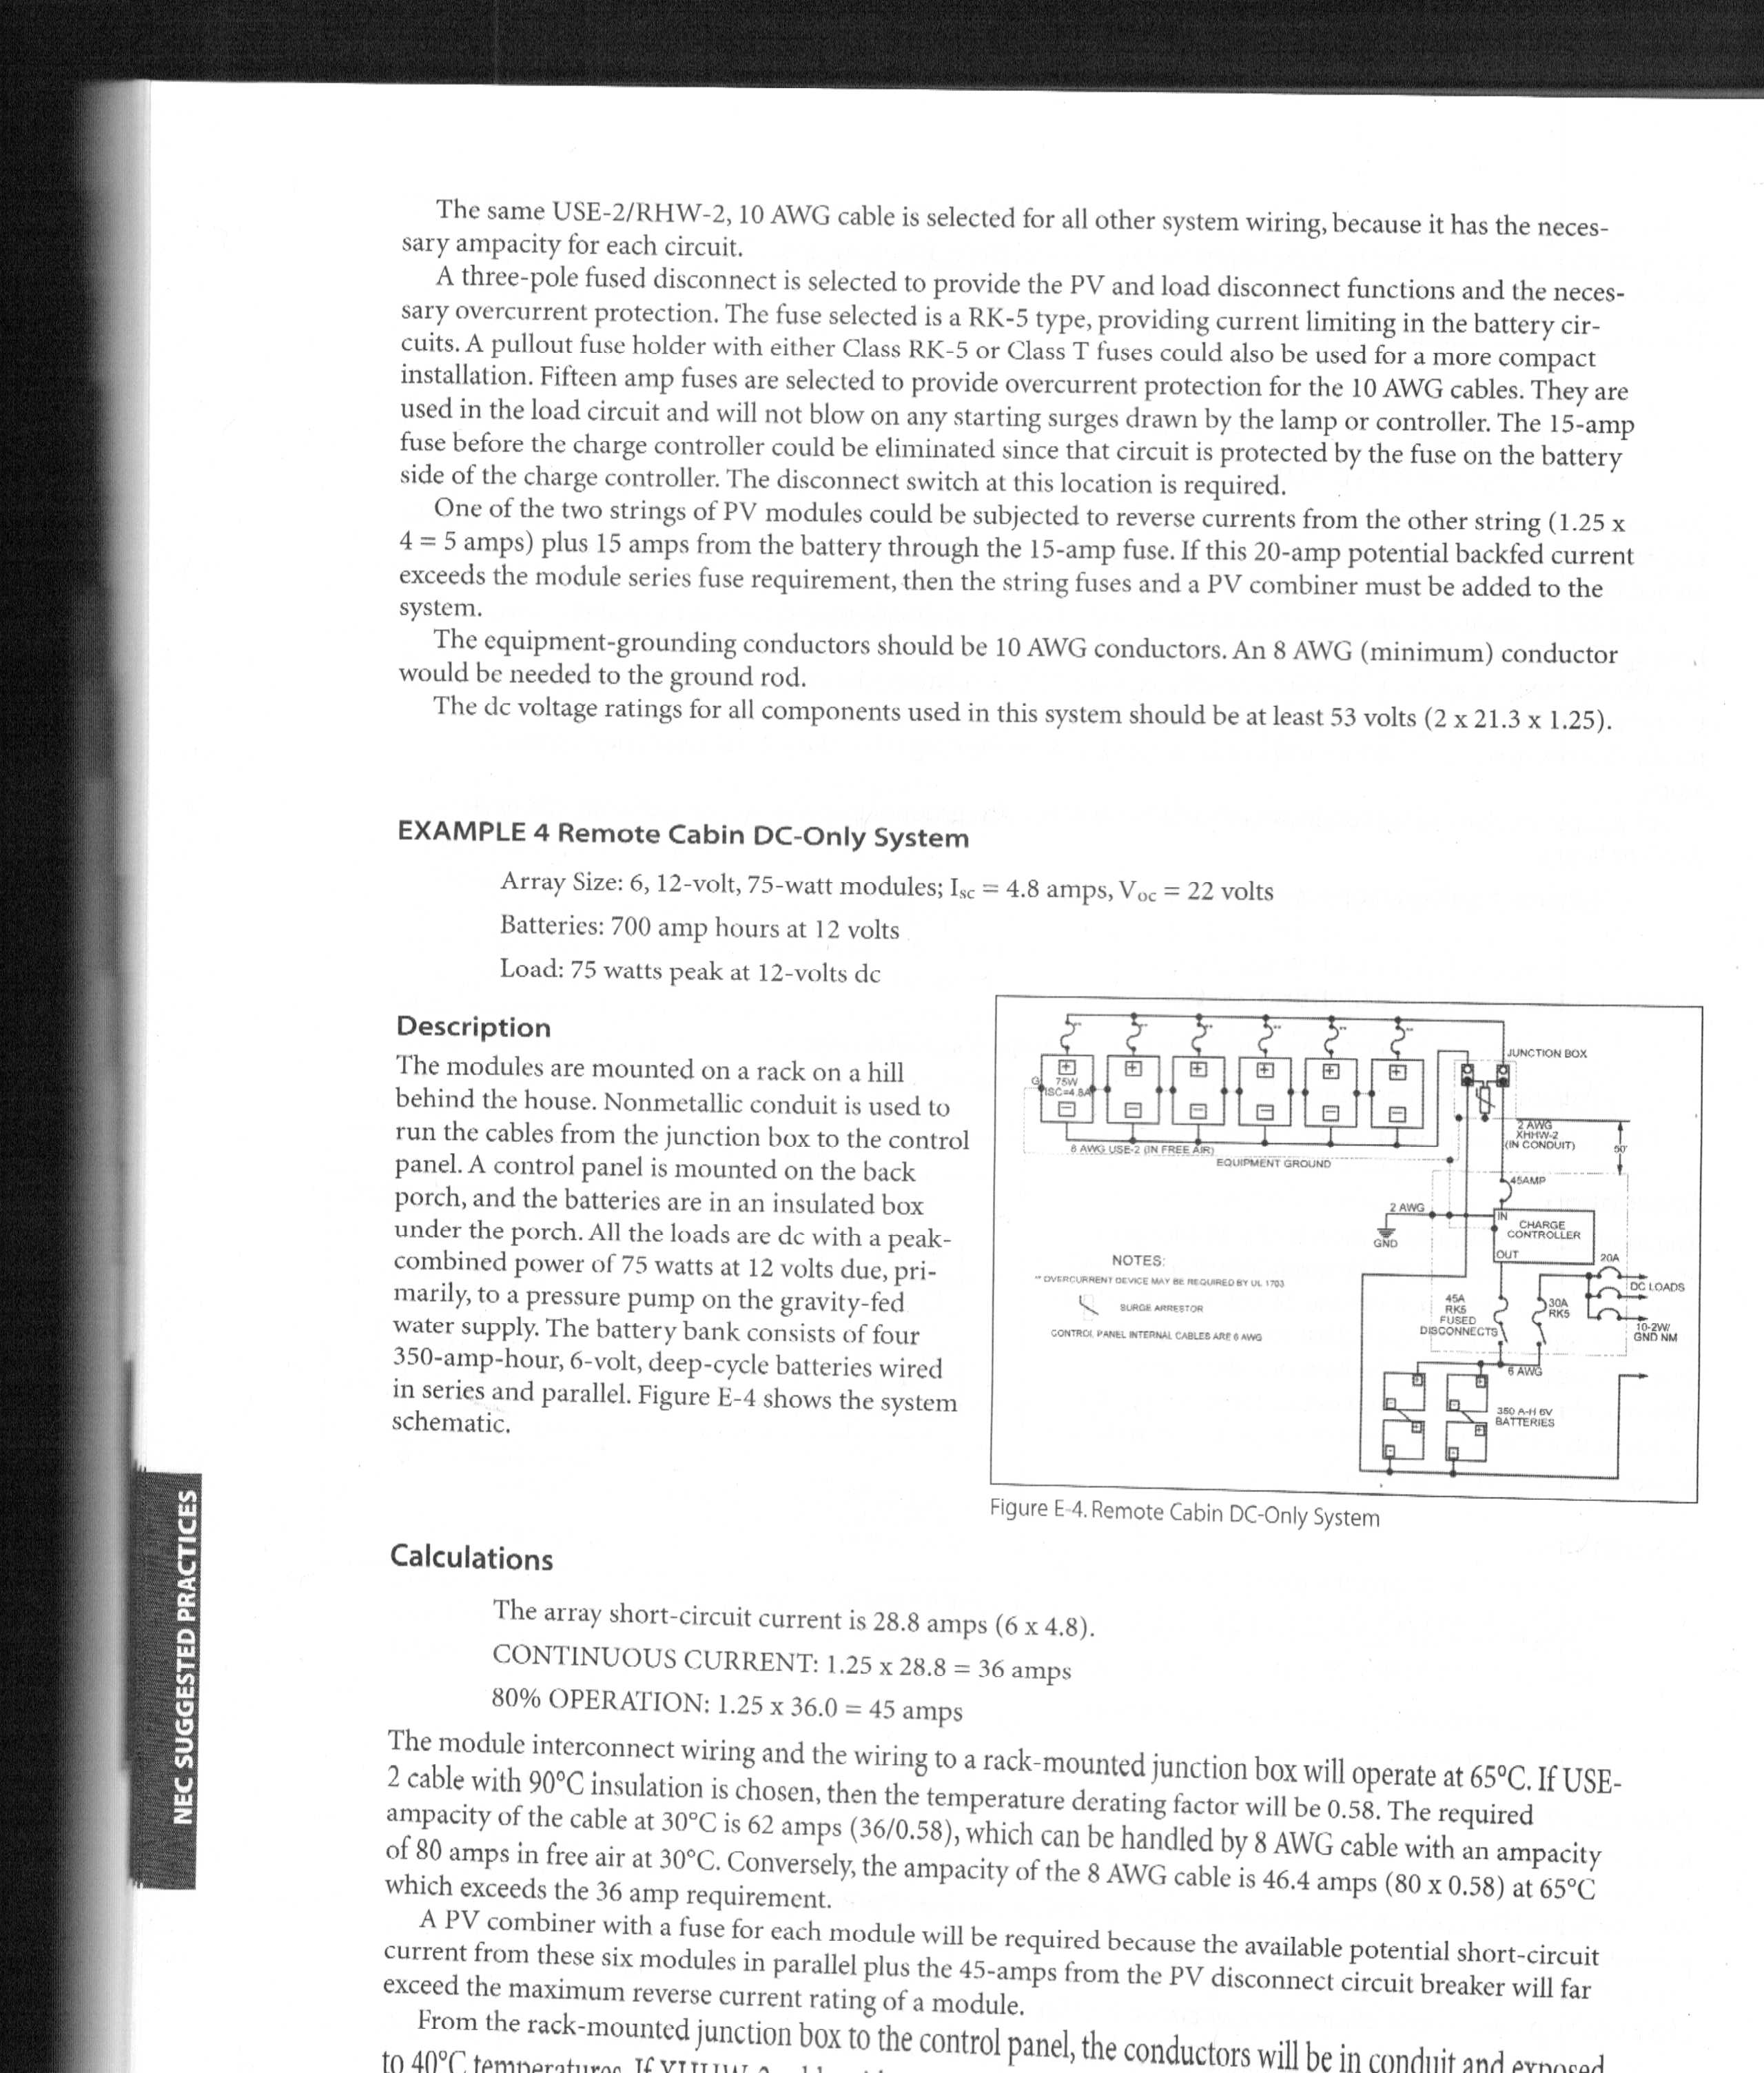 The same USE-2/RHW-2, 10 AWG cable is selected for all other system wiring, because it has the neces-
sary ampacity for each circuit.
A three-pole fused disconnect is selected to provide the PV and load disconnect functions and the neces-
sary overcurrent protection. The fuse selected is a RK-5 type, providing current limiting in the battery cir-
cuits. A pullout fuse holder with either Class RK-5 or Class T fuses could also be used for a more compact
installation. Fifteen amp fuses are selected to provide overcurrent protection for the 10 AWG cables. They are
used in the load circuit and will not blow on any starting surges drawn by the lamp or controller. The 15-amp
fuse before the charge controller could be eliminated since that circuit is protected by the fuse on the battery
side of the charge controller. The disconnect switch at this location is required.
One of the two strings of PV modules could be subjected to reverse currents from the other string (1.25 x
4 = 5 amps) plus 15 amps from the battery through the 15-amp fuse. If this 20-amp potential backfed current
exceeds the module series fuse requirement, then the string fuses and a PV combiner must be added to the
system.
The equipment-grounding conductors should be 10 AWG conductors. An 8 AWG (minimum) conductor
would be needed to the ground rod.
The dc voltage ratings for all components used in this system should be at least 53 volts (2 x 21.3 x 1.25).
EXAMPLE 4 Remote Cabin DC-Only System
Array Size: 6, 12-volt, 75-watt modules; Isc = 4.8 amps, Voc = 22 volts
Batteries: 700 amp hours at 12 volts
Load: 75 watts peak at 12-volts dc
Description
The modules are mounted on a rack on a hill
behind the house. Nonmetallic conduit is used to
run the cables from the junction box to the control
panel. A control panel is mounted on the back
porch, and the batteries are in an insulated box
under the porch. All the loads are dc with a peak-
combined power of 75 watts at 12 volts due, pri-
marily, to a pressure pump on the gravity-fed
water supply. The battery bank consists of four
350-amp-hour, 6-volt, deep-cycle batteries wired
in series and parallel. Figure E-4 shows the system
schematic.
JUNCTION BOX
G
75W
ISC=4.8A
8 AWG USE-2 (IN FREE AIR)
EQUIPMENT GROUND
2 AWG
XHHW-2
(IN CONDUIT)
50'
45AMP
2 AWG
GND
IN
CHARGE
CONTROLLER
OUT
20A
DC LOADS
45A
RK5
FUSED
DISCONNECTS
30A
RK5
10-2W/
GND NM
6 AWG
350 A-H 6V
BATTERIES
NOTES:
** OVERCURRENT DEVICE MAY BE REQUIRED BY UL 1703
SURGE ARRESTOR
CONTROL PANEL INTERNAL CABLES ARE 6 AWG
Figure E-4. Remote Cabin DC-Only System
NEC SUGGESTED PRACTICES
Calculations
The array short-circuit current is 28.8 amps (6 x 4.8).
CONTINUOUS CURRENT: 1.25 x 28.8 = 36 amps
80% OPERATION: 1.25 x 36.0 = 45 amps
The module interconnect wiring and the wiring to a rack-mounted junction box will operate at 65ºC. If USE-
2 cable with 90ºC insulation is chosen, then the temperature derating factor will be 0.58. The required
ampacity of the cable at 30ºC is 62 amps (36/0.58), which can be handled by 8 AWG cable with an ampacity
of 80 amps in free air at 30ºC. Conversely, the ampacity of the 8 AWG cable is 46.4 amps (80 x 0.58) at 65ºC
which exceeds the 36 amp requirement.
A PV combiner with a fuse for each module will be required because the available potential short-circuit
current from these six modules in parallel plus the 45-amps from the PV disconnect circuit breaker will far
exceed the maximum reverse current rating of a module.
From the rack-mounted junction box to the control panel, the conductors will be in conduit and exposed
to 40ºC temperatures. If